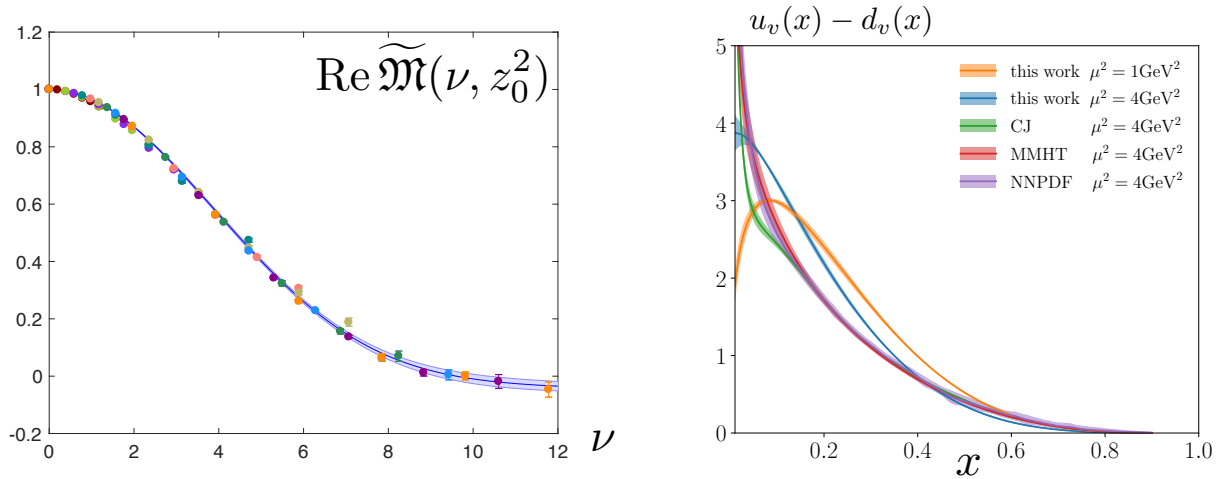 Re 𝔐̃(ν, z₀²)
1.2
1
0.8
0.6
0.4
0.2
0
-0.2
0 2 4 6 8 10 12
ν
u_v(x) − d_v(x)
5
4
3
2
1
0
this work μ² = 1GeV²
this work μ² = 4GeV²
CJ μ² = 4GeV²
MMHT μ² = 4GeV²
NNPDF μ² = 4GeV²
0.2 0.4 0.6 0.8 1.0
x